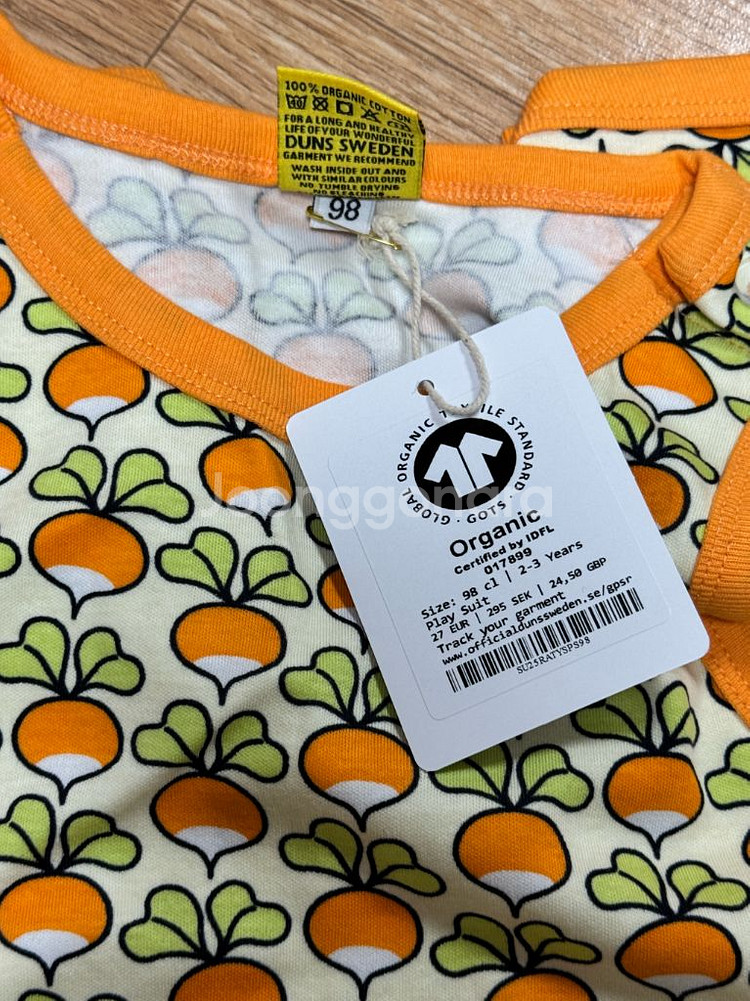 100% ORGANIC COTTON
FOR A LONG AND HEALTHY
LIFE OF YOUR WONDERFUL
DUNS SWEDEN
GARMENT WE RECOMMEND
WASH INSIDE OUT AND
WITH SIMILAR COLOURS
NO TUMBLE DRYING
NO BLEACHING
98
GLOBAL ORGANIC TEXTILE STANDARD
· GOTS ·
Organic
Certified by IDFL
017899
Size: 98 cl | 2-3 Years
Play Suit
27 EUR | 295 SEK | 24,50 GBP
Track your garment
www.officialdunssweden.se/gpsr
SU25RATYSPS98
Joonggonara